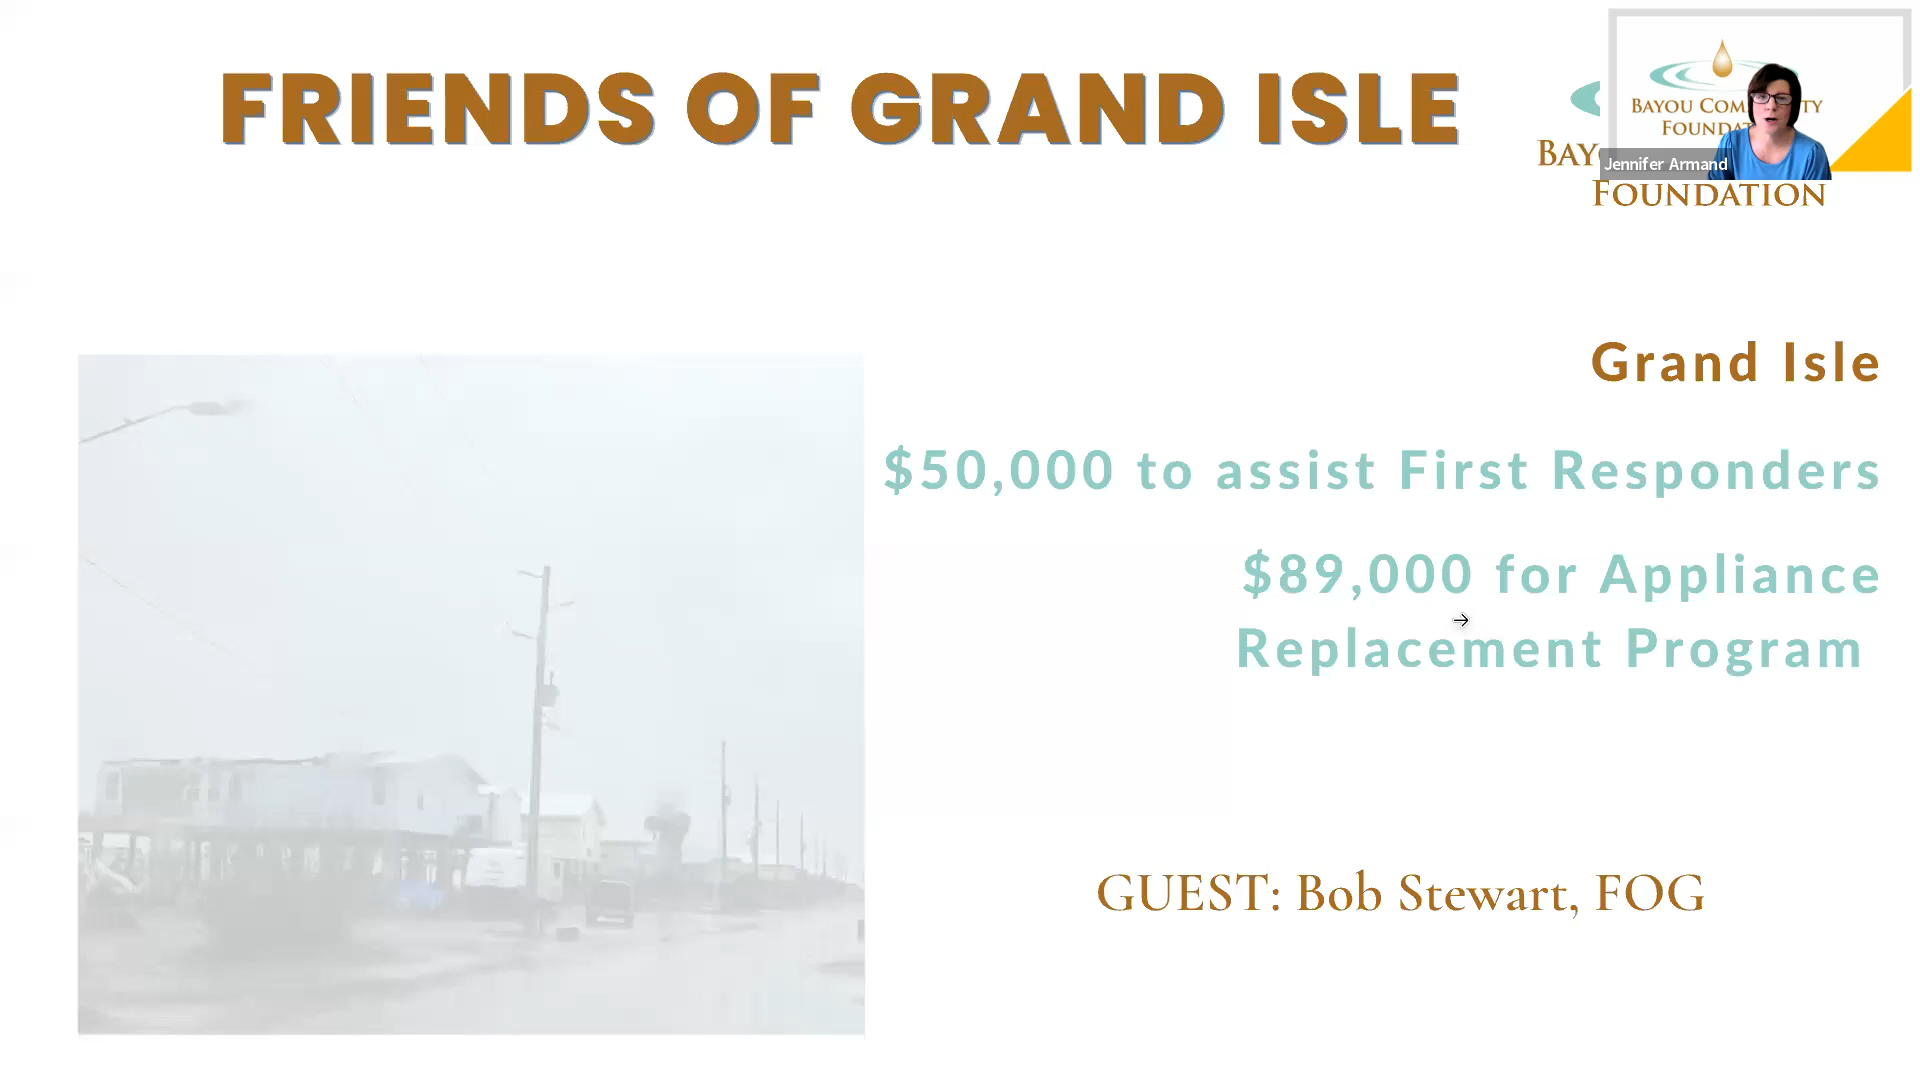 FRIENDS OF GRAND ISLE
BAYOU
FOUNDATION
Jennifer Armand
Grand Isle
$50,000 to assist First Responders
$89,000 for Appliance
Replacement Program
GUEST: Bob Stewart, FOG